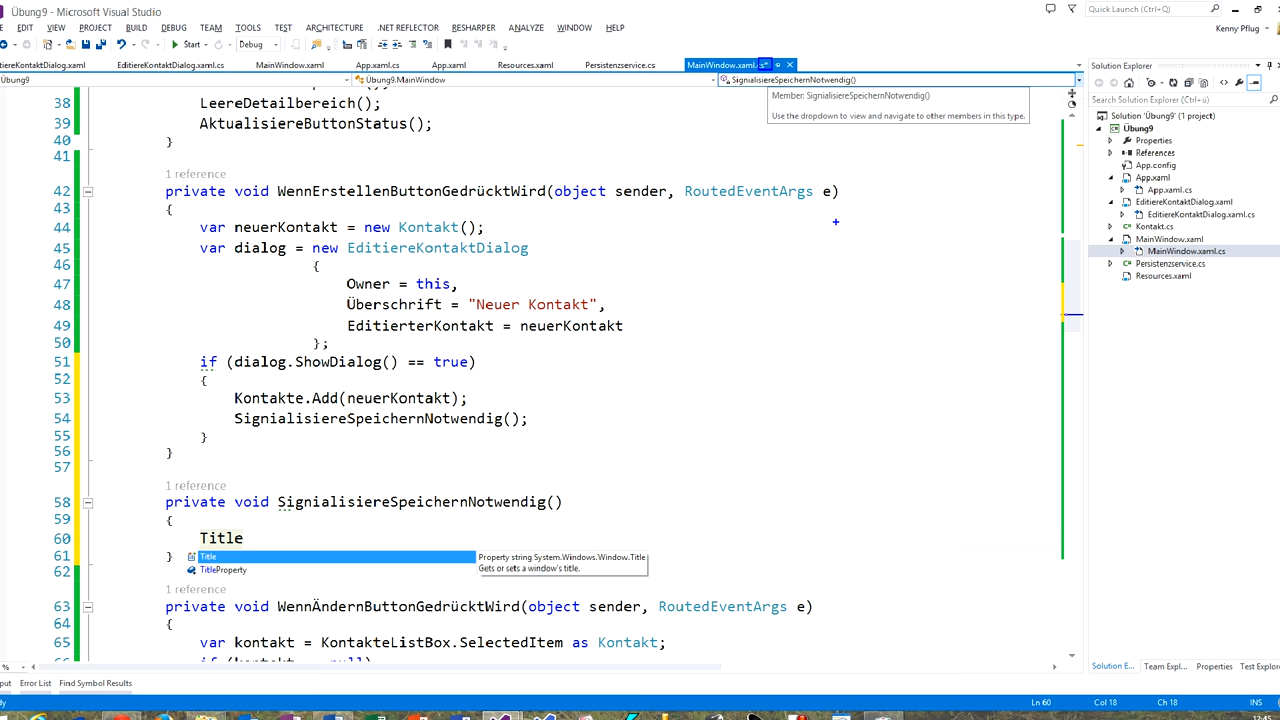 Übung9 - Microsoft Visual Studio
Quick Launch (Ctrl+Q)
EDIT VIEW PROJECT BUILD DEBUG TEAM TOOLS TEST ARCHITECTURE .NET REFLECTOR RESHARPER ANALYZE WINDOW HELP
Kenny Pflug
Start Debug
itiereKontaktDialog.xaml EditiereKontaktDialog.xaml.cs MainWindow.xaml App.xaml.cs App.xaml Resources.xaml Persistenzservice.cs MainWindow.xaml.cs*
Übung9 Übung9.MainWindow SignialisiereSpeichernNotwendig()
Member: SignialisiereSpeichernNotwendig()
Use the dropdown to view and navigate to other members in this type.
38 LeereDetailbereich();
39 AktualisiereButtonStatus();
40 }
41
1 reference
42 private void WennErstellenButtonGedrücktWird(object sender, RoutedEventArgs e)
43 {
44 var neuerKontakt = new Kontakt();
45 var dialog = new EditiereKontaktDialog
46 {
47 Owner = this,
48 Überschrift = "Neuer Kontakt",
49 EditierterKontakt = neuerKontakt
50 };
51 if (dialog.ShowDialog() == true)
52 {
53 Kontakte.Add(neuerKontakt);
54 SignialisiereSpeichernNotwendig();
55 }
56 }
57
1 reference
58 private void SignialisiereSpeichernNotwendig()
59 {
60 Title
61 }
Title
Property string System.Windows.Window.Title
Gets or sets a window's title.
TitleProperty
62
1 reference
63 private void WennÄndernButtonGedrücktWird(object sender, RoutedEventArgs e)
64 {
65 var kontakt = KontakteListBox.SelectedItem as Kontakt;
Solution Explorer
Search Solution Explorer (Ctrl+ü)
Solution 'Übung9' (1 project)
Übung9
Properties
References
App.config
App.xaml
App.xaml.cs
EditiereKontaktDialog.xaml
EditiereKontaktDialog.xaml.cs
Kontakt.cs
MainWindow.xaml
MainWindow.xaml.cs
Persistenzservice.cs
Resources.xaml
%
Solution E... Team Expl... Properties Test Explor
put Error List Find Symbol Results
dy Ln 60 Col 18 Ch 18 INS